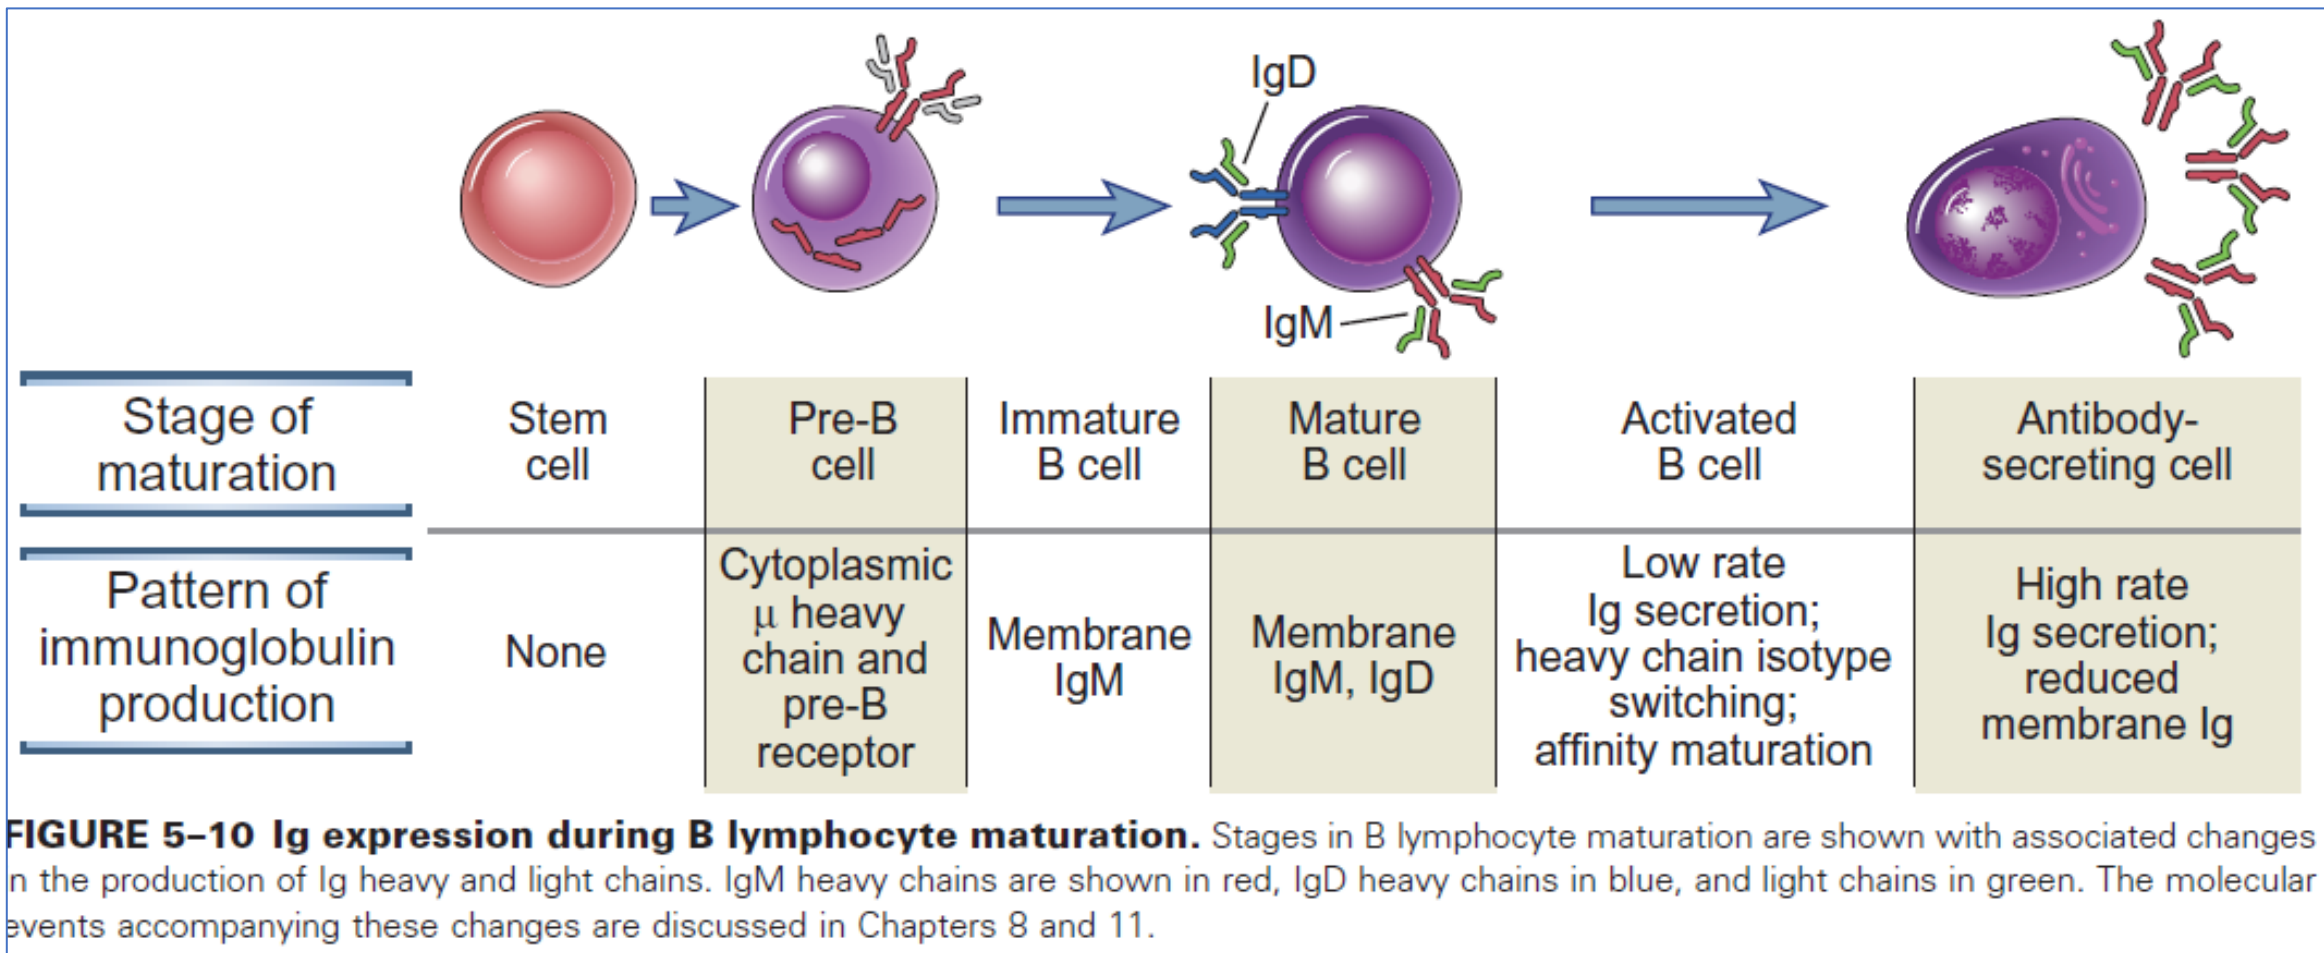 IgD
IgM
Stage of
maturation
Stem
cell
Pre-B
cell
Immature
B cell
Mature
B cell
Activated
B cell
Antibody-
secreting cell
Pattern of
immunoglobulin
production
None
Cytoplasmic
μ heavy
chain and
pre-B
receptor
Membrane
IgM
Membrane
IgM, IgD
Low rate
Ig secretion;
heavy chain isotype
switching;
affinity maturation
High rate
Ig secretion;
reduced
membrane Ig
FIGURE 5–10 Ig expression during B lymphocyte maturation. Stages in B lymphocyte maturation are shown with associated changes
n the production of Ig heavy and light chains. IgM heavy chains are shown in red, IgD heavy chains in blue, and light chains in green. The molecular
events accompanying these changes are discussed in Chapters 8 and 11.